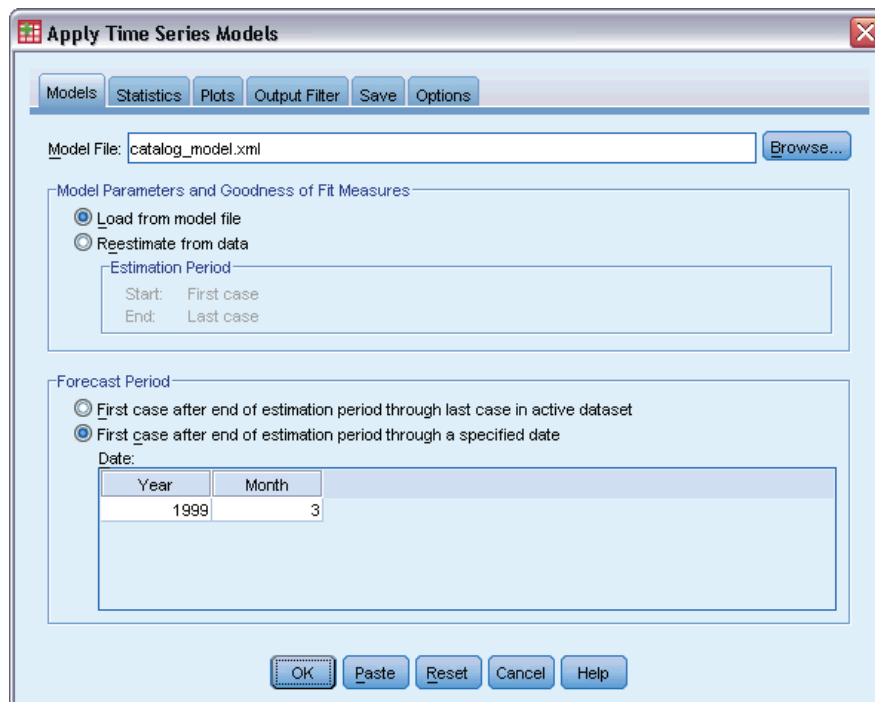 Apply Time Series Models
Models Statistics Plots Output Filter Save Options
Model File: catalog_model.xml Browse...
Model Parameters and Goodness of Fit Measures
Load from model file
Reestimate from data
Estimation Period
Start: First case
End: Last case
Forecast Period
First case after end of estimation period through last case in active dataset
First case after end of estimation period through a specified date
Date:
Year Month
1999 3
OK Paste Reset Cancel Help